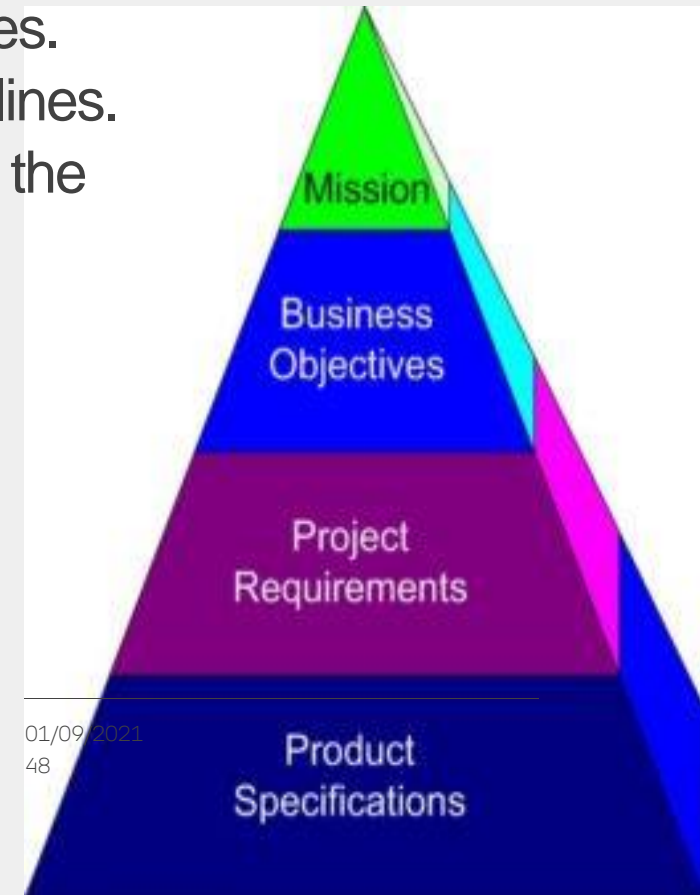 es.
lines.
the
Mission
Business
Objectives
Project
Requirements
01/09/2021
48
Product
Specifications